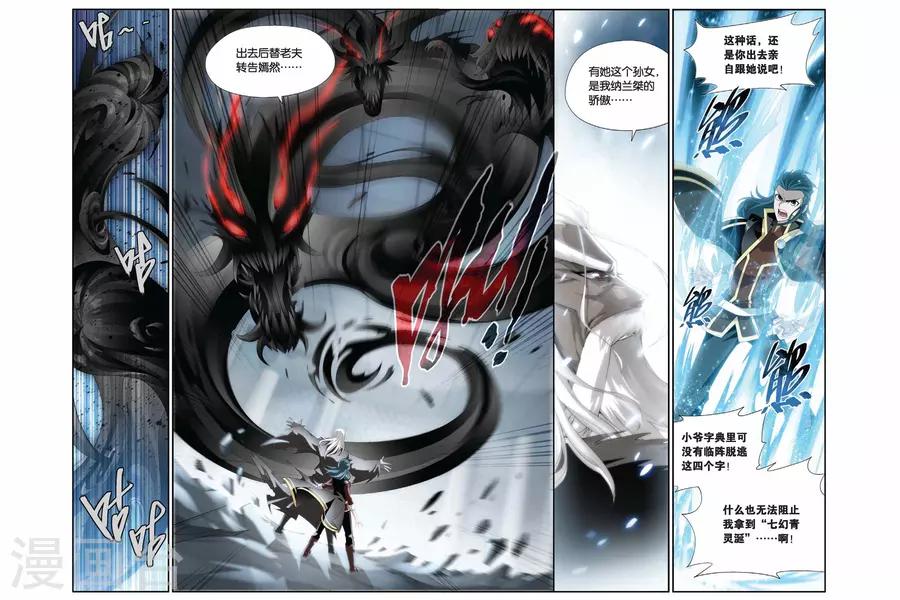 咕～
咕
咕
咕
出去后替老夫
转告嫣然……
有她这个孙女，
是我纳兰桀的
骄傲……
这种话，还
是你出去亲
自跟她说吧！
小爷字典里可
没有临阵脱逃
这四个字！
什么也无法阻止
我拿到“七幻青
灵涎”……啊！
漫画台